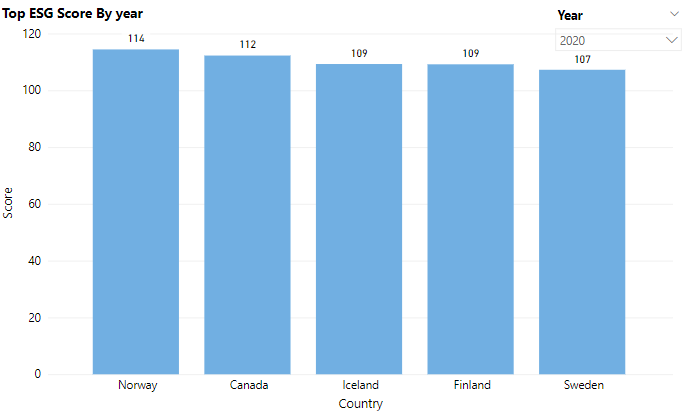 Top ESG Score By year
Year
2020
120
100
80
60
40
20
0
Score
114
112
109
109
107
Norway
Canada
Iceland
Finland
Sweden
Country